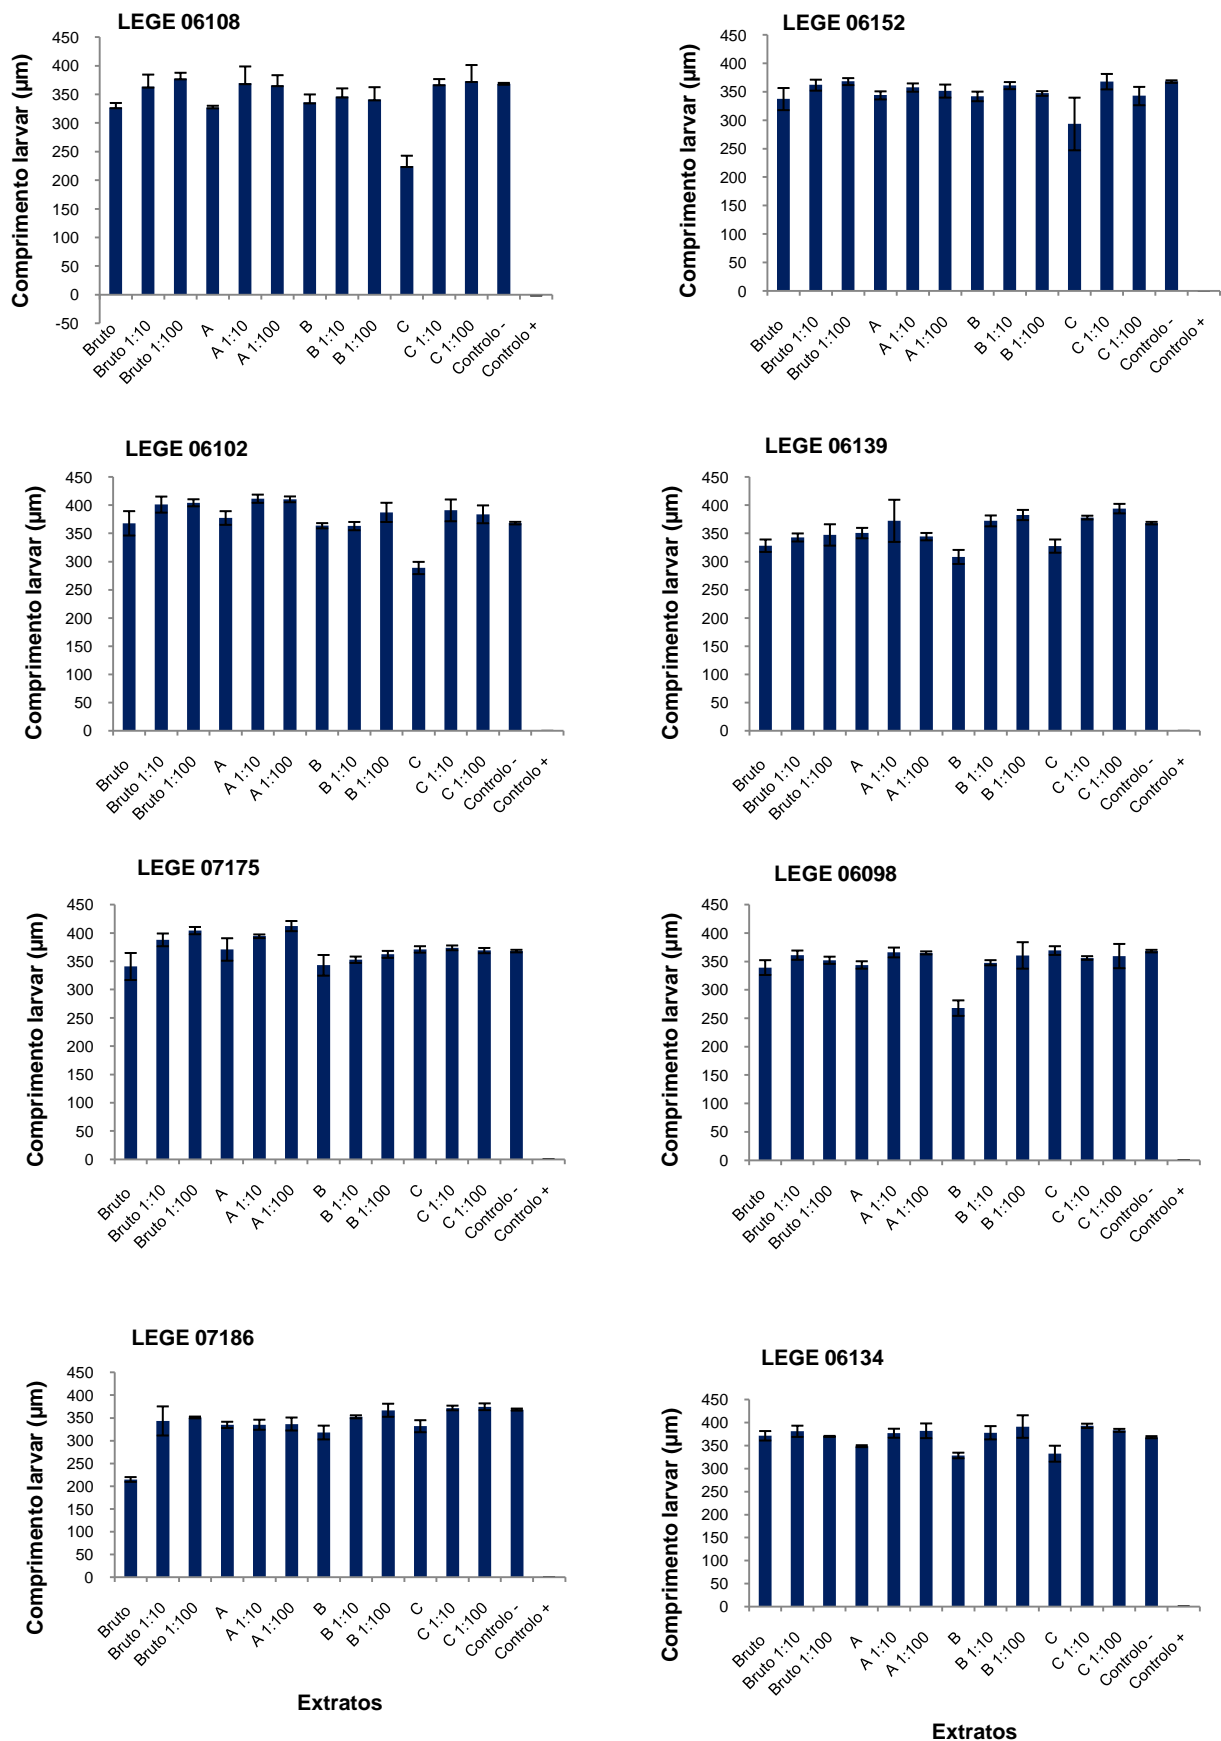 LEGE 06108
Comprimento larvar (µm)
450
400
350
300
250
200
150
100
50
0
-50
Bruto
Bruto 1:10
Bruto 1:100
A
A 1:10
A 1:100
B
B 1:10
B 1:100
C
C 1:10
C 1:100
Controlo -
Controlo +
LEGE 06152
Comprimento larvar (µm)
450
400
350
300
250
200
150
100
50
0
Bruto
Bruto 1:10
Bruto 1:100
A
A 1:10
A 1:100
B
B 1:10
B 1:100
C
C 1:10
C 1:100
Controlo -
Controlo +
LEGE 06102
Comprimento larvar (µm)
450
400
350
300
250
200
150
100
50
0
Bruto
Bruto 1:10
Bruto 1:100
A
A 1:10
A 1:100
B
B 1:10
B 1:100
C
C 1:10
C 1:100
Controlo -
Controlo +
LEGE 06139
Comprimento larvar (µm)
450
400
350
300
250
200
150
100
50
0
Bruto
Bruto 1:10
Bruto 1:100
A
A 1:10
A 1:100
B
B 1:10
B 1:100
C
C 1:10
C 1:100
Controlo -
Controlo +
LEGE 07175
Comprimento larvar (µm)
450
400
350
300
250
200
150
100
50
0
Bruto
Bruto 1:10
Bruto 1:100
A
A 1:10
A 1:100
B
B 1:10
B 1:100
C
C 1:10
C 1:100
Controlo -
Controlo +
LEGE 06098
Comprimento larvar (µm)
450
400
350
300
250
200
150
100
50
0
Bruto
Bruto 1:10
Bruto 1:100
A
A 1:10
A 1:100
B
B 1:10
B 1:100
C
C 1:10
C 1:100
Controlo -
Controlo +
LEGE 07186
Comprimento larvar (µm)
450
400
350
300
250
200
150
100
50
0
Bruto
Bruto 1:10
Bruto 1:100
A
A 1:10
A 1:100
B
B 1:10
B 1:100
C
C 1:10
C 1:100
Controlo -
Controlo +
Extratos
LEGE 06134
Comprimento larvar (µm)
450
400
350
300
250
200
150
100
50
0
Bruto
Bruto 1:10
Bruto 1:100
A
A 1:10
A 1:100
B
B 1:10
B 1:100
C
C 1:10
C 1:100
Controlo -
Controlo +
Extratos